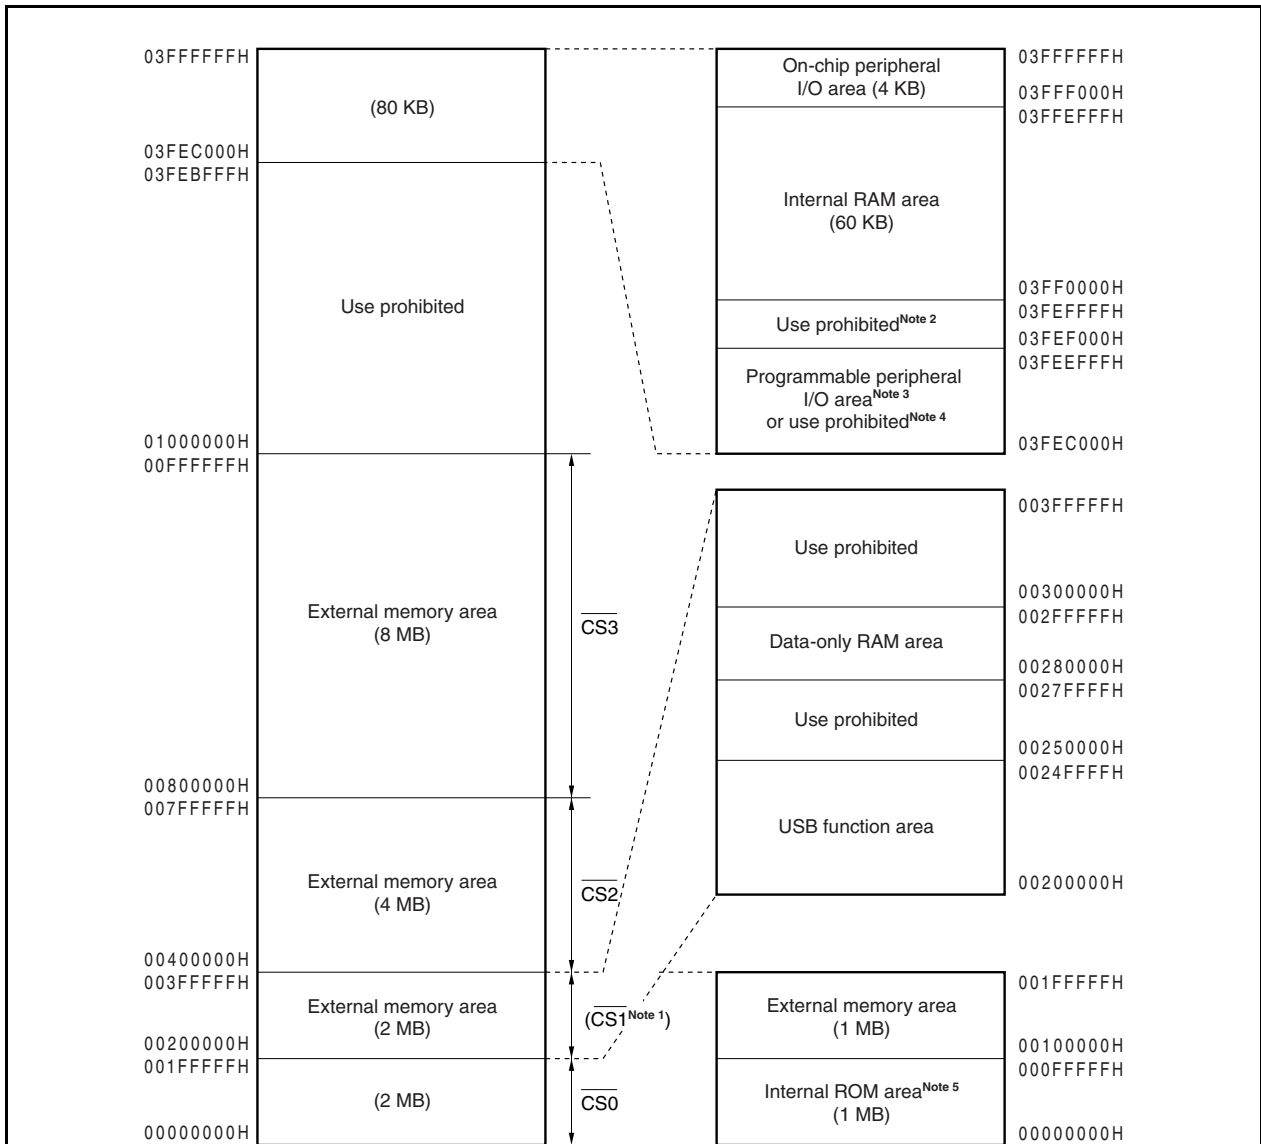 03FFFFFFH
(80 KB)
03FEC000H
03FEBFFFH
Use prohibited
01000000H
00FFFFFFH
External memory area
(8 MB)
CS3
00800000H
007FFFFFH
External memory area
(4 MB)
CS2
00400000H
003FFFFFH
External memory area
(2 MB)
(CS1Note 1)
00200000H
001FFFFFH
(2 MB)
CS0
00000000H
On-chip peripheral
I/O area (4 KB)
03FFFFFFH
03FFF000H
03FFEFFFH
Internal RAM area
(60 KB)
03FF0000H
03FEFFFFH
Use prohibitedNote 2
03FEF000H
03FEEFFFH
Programmable peripheral
I/O areaNote 3
or use prohibitedNote 4
03FEC000H
003FFFFFH
Use prohibited
00300000H
002FFFFFH
Data-only RAM area
00280000H
0027FFFFH
Use prohibited
00250000H
0024FFFFH
USB function area
00200000H
001FFFFFH
External memory area
(1 MB)
00100000H
000FFFFFH
Internal ROM areaNote 5
(1 MB)
00000000H